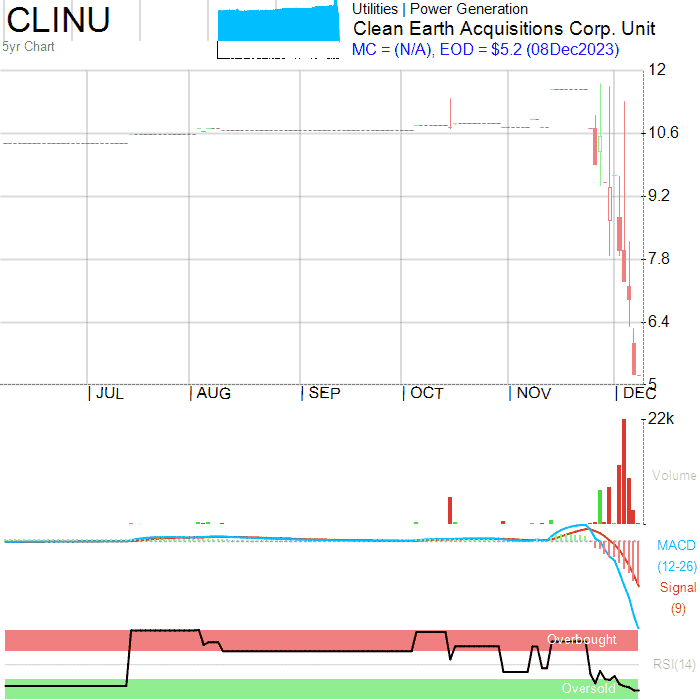 CLINU
5yr Chart
Utilities | Power Generation
Clean Earth Acquisitions Corp. Unit
MC = (N/A), EOD = $5.2 (08Dec2023)
12
10.6
9.2
7.8
6.4
5
JUL AUG SEP OCT NOV DEC
22k
Volume
MACD
(12-26)
Signal
(9)
Overbought
RSI(14)
Oversold